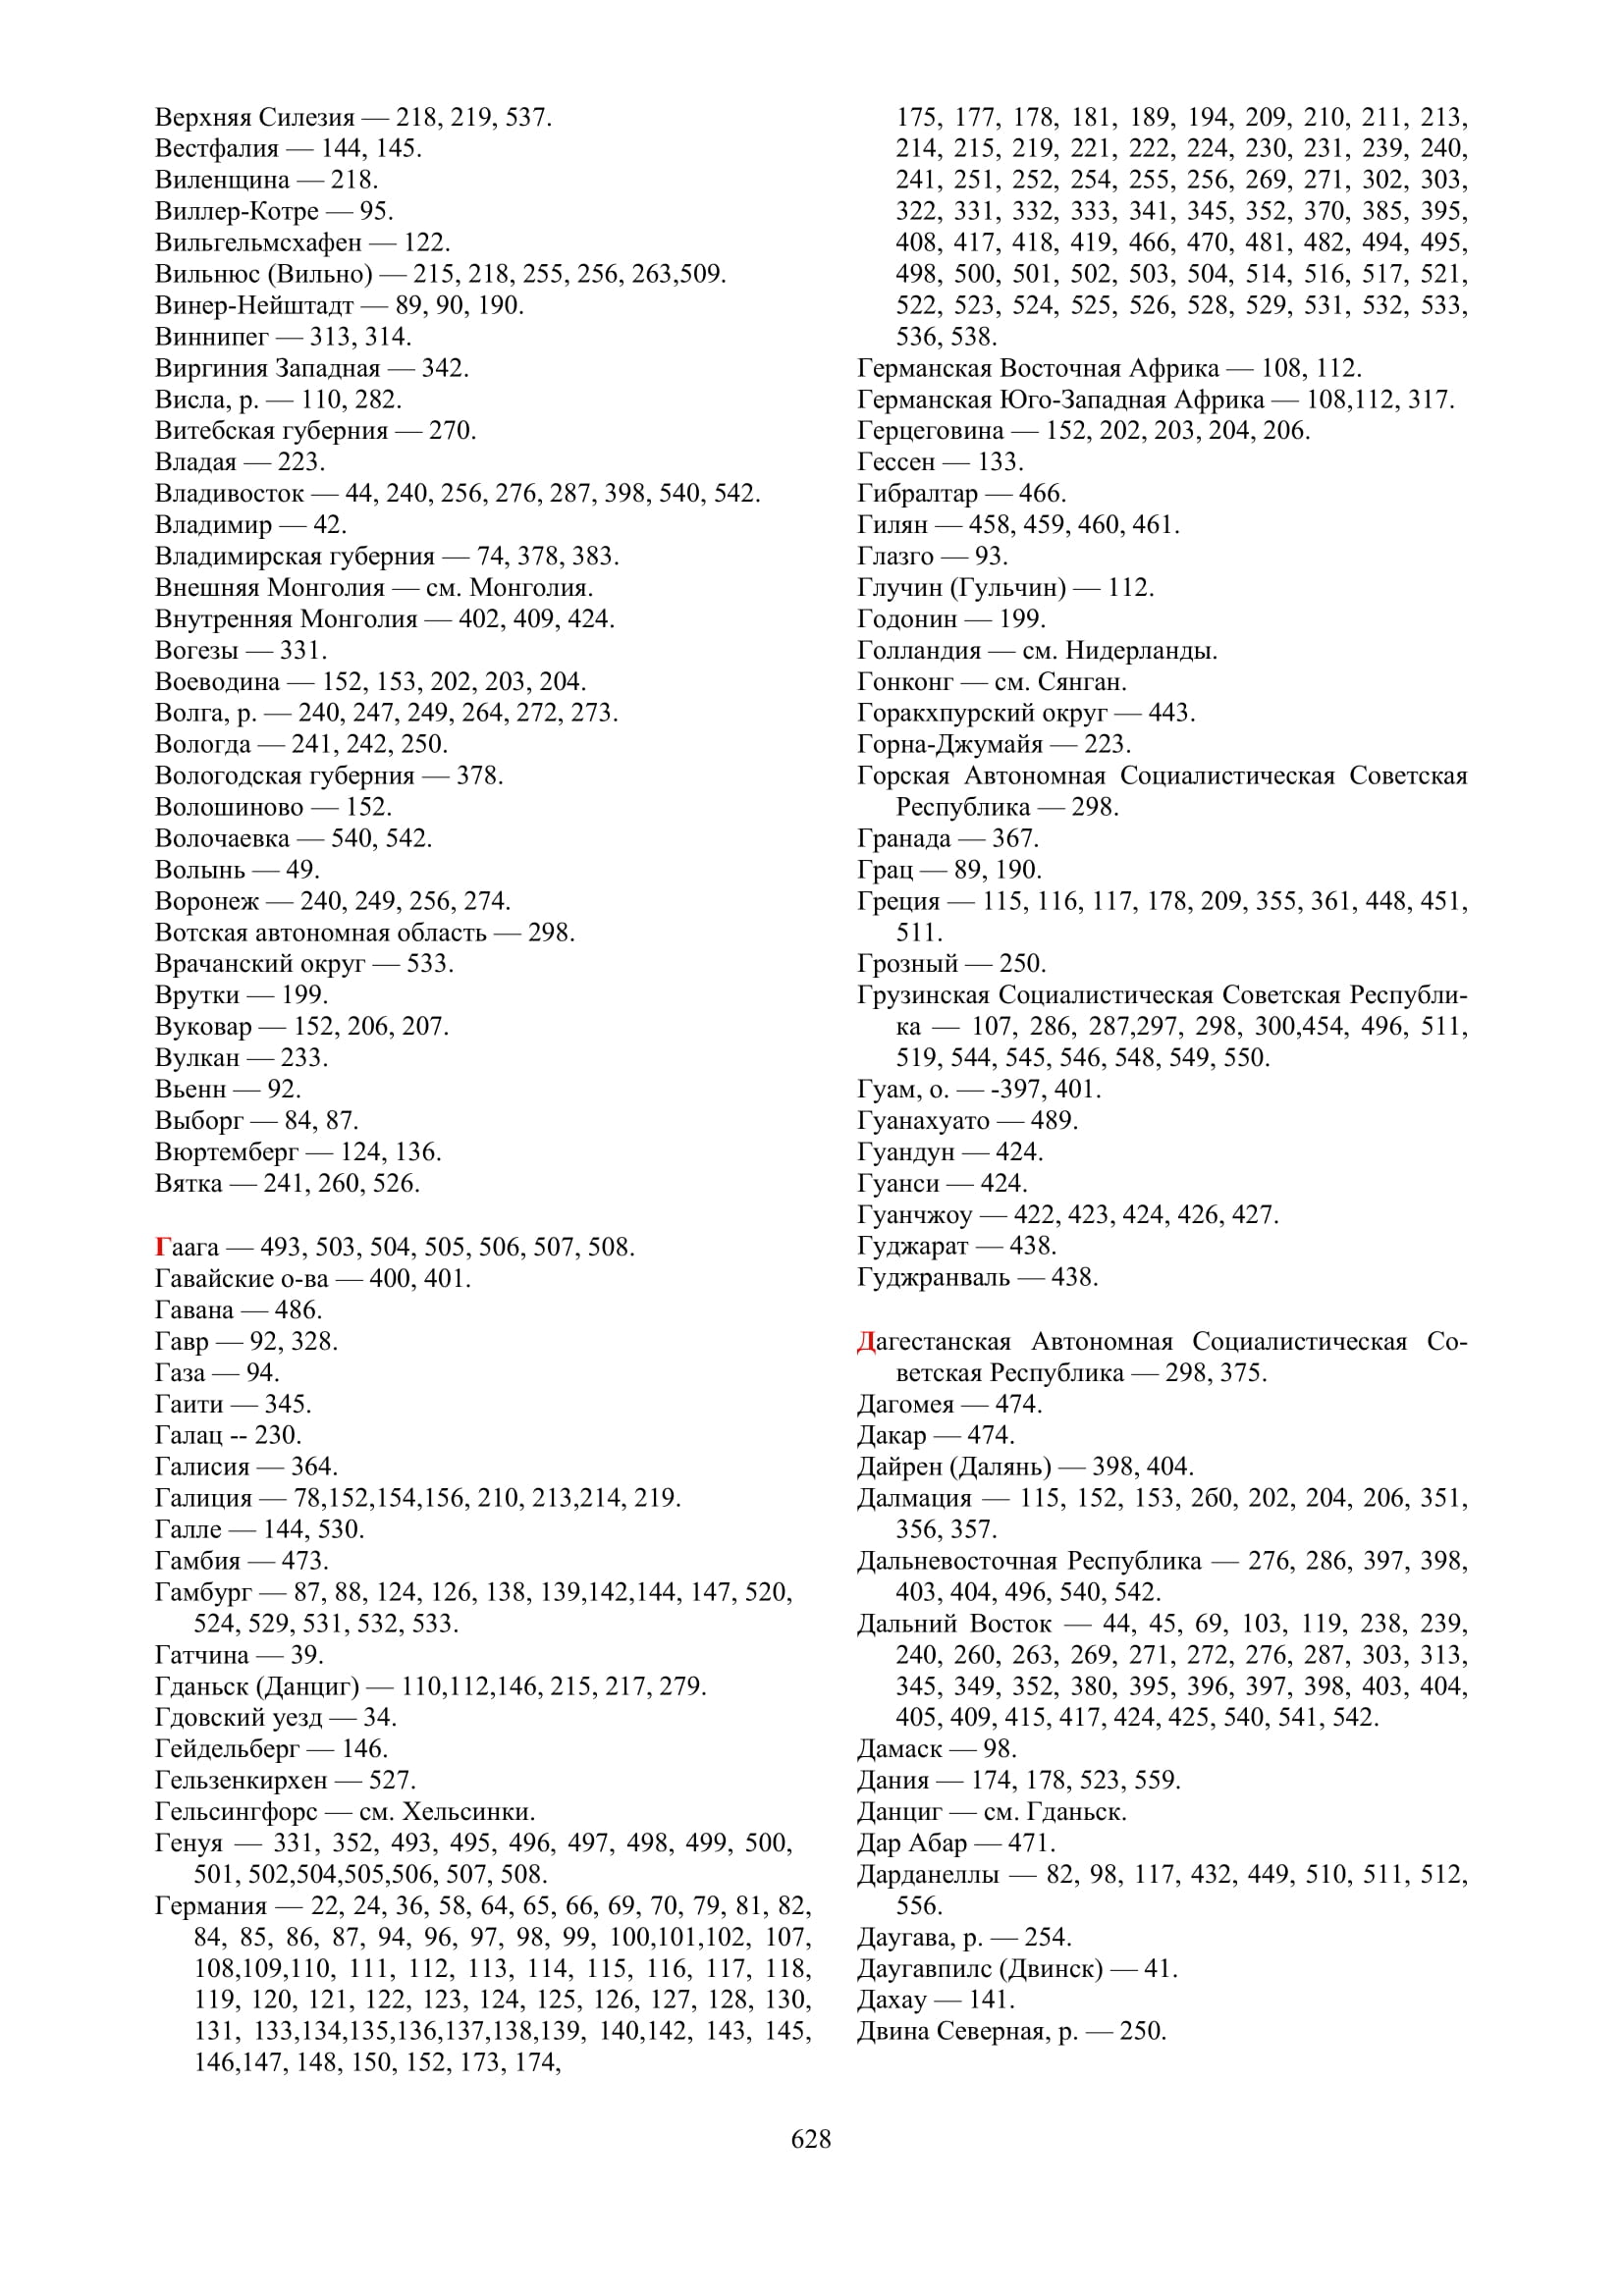 Верхняя Силезия — 218, 219, 537.
Вестфалия — 144, 145.
Виленщина — 218.
Виллер-Котре — 95.
Вильгельмсхафен — 122.
Вильнюс (Вильно) — 215, 218, 255, 256, 263,509.
Винер-Нейштадт — 89, 90, 190.
Виннипег — 313, 314.
Виргиния Западная — 342.
Висла, р. — 110, 282.
Витебская губерния — 270.
Владая — 223.
Владивосток — 44, 240, 256, 276, 287, 398, 540, 542.
Владимир — 42.
Владимирская губерния — 74, 378, 383.
Внешняя Монголия — см. Монголия.
Внутренняя Монголия — 402, 409, 424.
Вогезы — 331.
Воеводина — 152, 153, 202, 203, 204.
Волга, р. — 240, 247, 249, 264, 272, 273.
Вологда — 241, 242, 250.
Вологодская губерния — 378.
Волошиново — 152.
Волочаевка — 540, 542.
Волынь — 49.
Воронеж — 240, 249, 256, 274.
Вотская автономная область — 298.
Врачанский округ — 533.
Врутки — 199.
Вуковар — 152, 206, 207.
Вулкан — 233.
Вьенн — 92.
Выборг — 84, 87.
Вюртемберг — 124, 136.
Вятка — 241, 260, 526.
Гаага — 493, 503, 504, 505, 506, 507, 508.
Гавайские о-ва — 400, 401.
Гавана — 486.
Гавр — 92, 328.
Газа — 94.
Гаити — 345.
Галац -- 230.
Галисия — 364.
Галиция — 78,152,154,156, 210, 213,214, 219.
Галле — 144, 530.
Гамбия — 473.
Гамбург — 87, 88, 124, 126, 138, 139,142,144, 147, 520,
524, 529, 531, 532, 533.
Гатчина — 39.
Гданьск (Данциг) — 110,112,146, 215, 217, 279.
Гдовский уезд — 34.
Гейдельберг — 146.
Гельзенкирхен — 527.
Гельсингфорс — см. Хельсинки.
Генуя — 331, 352, 493, 495, 496, 497, 498, 499, 500,
501, 502,504,505,506, 507, 508.
Германия — 22, 24, 36, 58, 64, 65, 66, 69, 70, 79, 81, 82,
84, 85, 86, 87, 94, 96, 97, 98, 99, 100,101,102, 107,
108,109,110, 111, 112, 113, 114, 115, 116, 117, 118,
119, 120, 121, 122, 123, 124, 125, 126, 127, 128, 130,
131, 133,134,135,136,137,138,139, 140,142, 143, 145,
146,147, 148, 150, 152, 173, 174,
175, 177, 178, 181, 189, 194, 209, 210, 211, 213,
214, 215, 219, 221, 222, 224, 230, 231, 239, 240,
241, 251, 252, 254, 255, 256, 269, 271, 302, 303,
322, 331, 332, 333, 341, 345, 352, 370, 385, 395,
408, 417, 418, 419, 466, 470, 481, 482, 494, 495,
498, 500, 501, 502, 503, 504, 514, 516, 517, 521,
522, 523, 524, 525, 526, 528, 529, 531, 532, 533,
536, 538.
Германская Восточная Африка — 108, 112.
Германская Юго-Западная Африка — 108,112, 317.
Герцеговина — 152, 202, 203, 204, 206.
Гессен — 133.
Гибралтар — 466.
Гилян — 458, 459, 460, 461.
Глазго — 93.
Глучин (Гульчин) — 112.
Годонин — 199.
Голландия — см. Нидерланды.
Гонконг — см. Сянган.
Горакхпурский округ — 443.
Горна-Джумайя — 223.
Горская Автономная Социалистическая Советская
Республика — 298.
Гранада — 367.
Грац — 89, 190.
Греция — 115, 116, 117, 178, 209, 355, 361, 448, 451,
511.
Грозный — 250.
Грузинская Социалистическая Советская Республи-
ка — 107, 286, 287,297, 298, 300,454, 496, 511,
519, 544, 545, 546, 548, 549, 550.
Гуам, о. — -397, 401.
Гуанахуато — 489.
Гуандун — 424.
Гуанси — 424.
Гуанчжоу — 422, 423, 424, 426, 427.
Гуджарат — 438.
Гуджранваль — 438.
Дагестанская Автономная Социалистическая Со-
ветская Республика — 298, 375.
Дагомея — 474.
Дакар — 474.
Дайрен (Далянь) — 398, 404.
Далмация — 115, 152, 153, 2б0, 202, 204, 206, 351,
356, 357.
Дальневосточная Республика — 276, 286, 397, 398,
403, 404, 496, 540, 542.
Дальний Восток — 44, 45, 69, 103, 119, 238, 239,
240, 260, 263, 269, 271, 272, 276, 287, 303, 313,
345, 349, 352, 380, 395, 396, 397, 398, 403, 404,
405, 409, 415, 417, 424, 425, 540, 541, 542.
Дамаск — 98.
Дания — 174, 178, 523, 559.
Данциг — см. Гданьск.
Дар Абар — 471.
Дарданеллы — 82, 98, 117, 432, 449, 510, 511, 512,
556.
Даугава, р. — 254.
Даугавпилс (Двинск) — 41.
Дахау — 141.
Двина Северная, р. — 250.
628